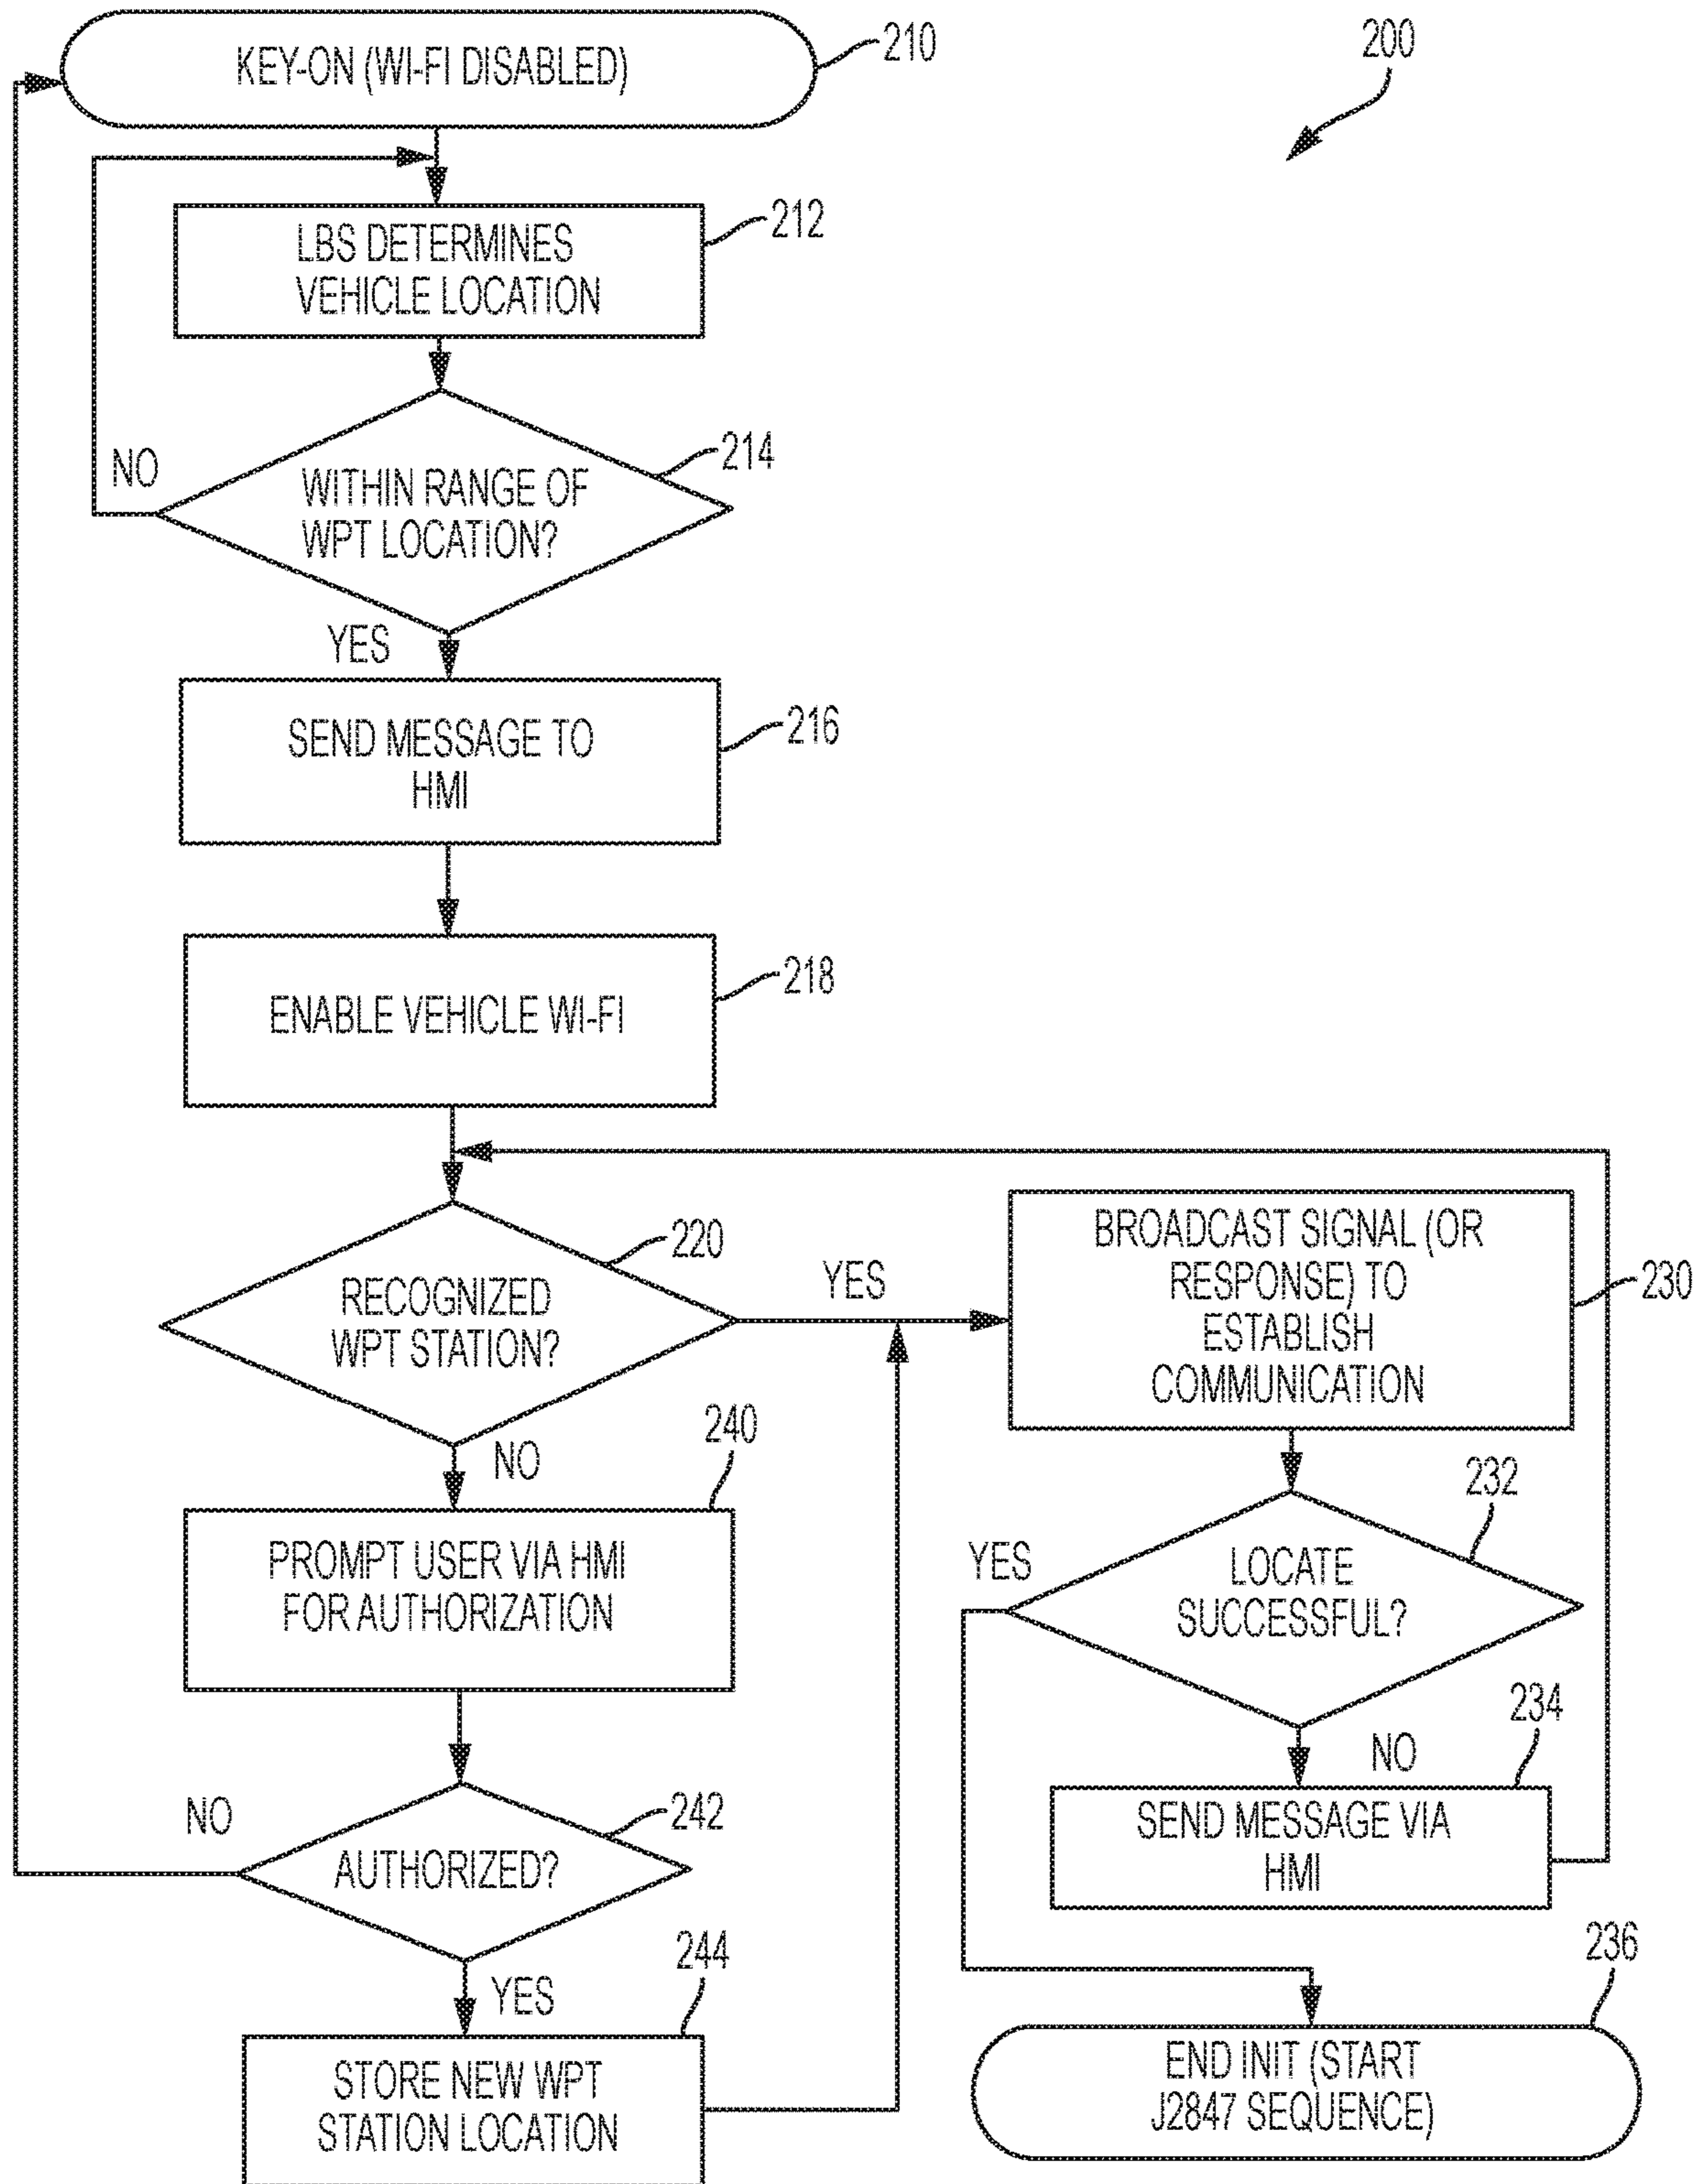 KEY-ON (WI-FI DISABLED)
210
200
LBS DETERMINES
VEHICLE LOCATION
212
NO
WITHIN RANGE OF
WPT LOCATION?
214
YES
SEND MESSAGE TO
HMI
216
ENABLE VEHICLE WI-FI
218
RECOGNIZED
WPT STATION?
220
YES
BROADCAST SIGNAL (OR
RESPONSE) TO
ESTABLISH
COMMUNICATION
230
NO
240
PROMPT USER VIA HMI
FOR AUTHORIZATION
YES
LOCATE
SUCCESSFUL?
232
NO
234
SEND MESSAGE VIA
HMI
NO
AUTHORIZED?
242
YES
244
STORE NEW WPT
STATION LOCATION
236
END INIT (START
J2847 SEQUENCE)